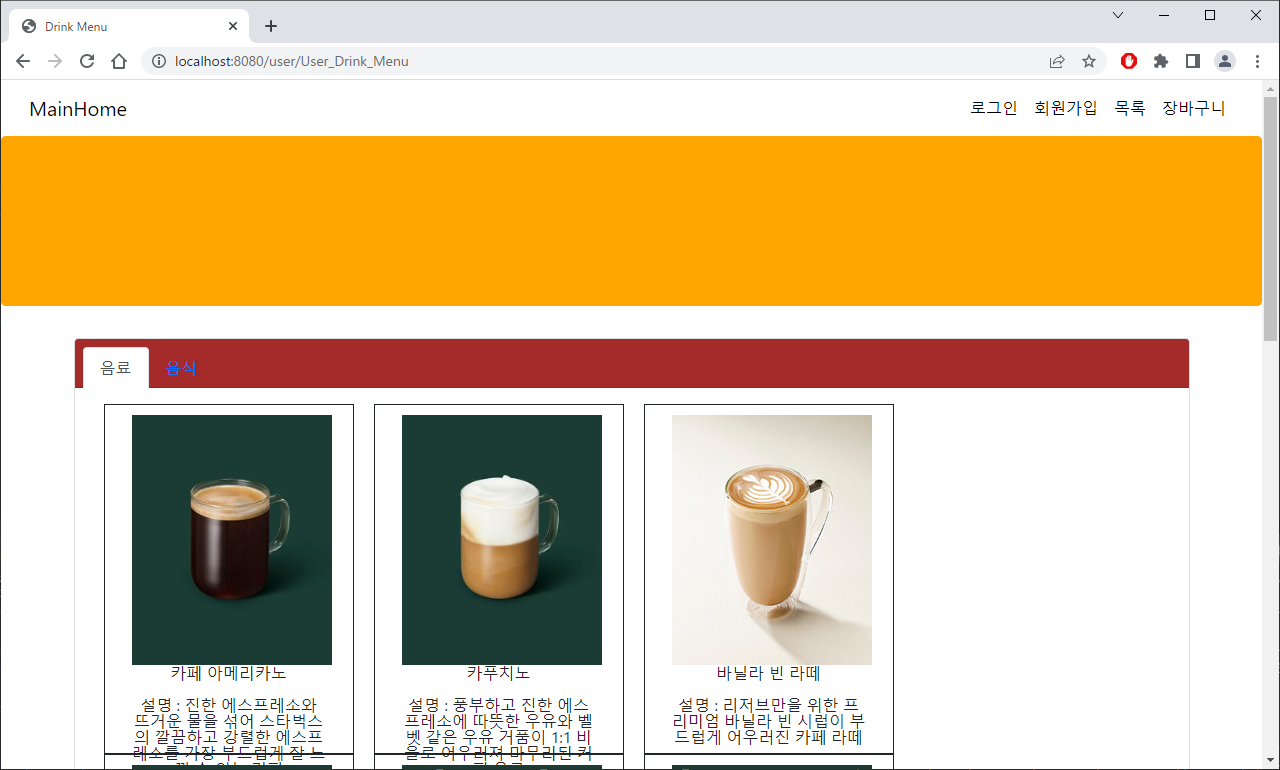 Drink Menu
localhost:8080/user/User_Drink_Menu
MainHome
로그인 회원가입 목록 장바구니
음료 음식
카페 아메리카노
설명 : 진한 에스프레소와
뜨거운 물을 섞어 스타벅스
의 깔끔하고 강렬한 에스프
레소를 가장 부드럽게 잘 느
카푸치노
설명 : 풍부하고 진한 에스
프레소에 따뜻한 우유와 벨
벳 같은 우유 거품이 1:1 비
율로 어우러져 마무리된 커
바닐라 빈 라떼
설명 : 리저브만을 위한 프
리미엄 바닐라 빈 시럽이 부
드럽게 어우러진 카페 라떼